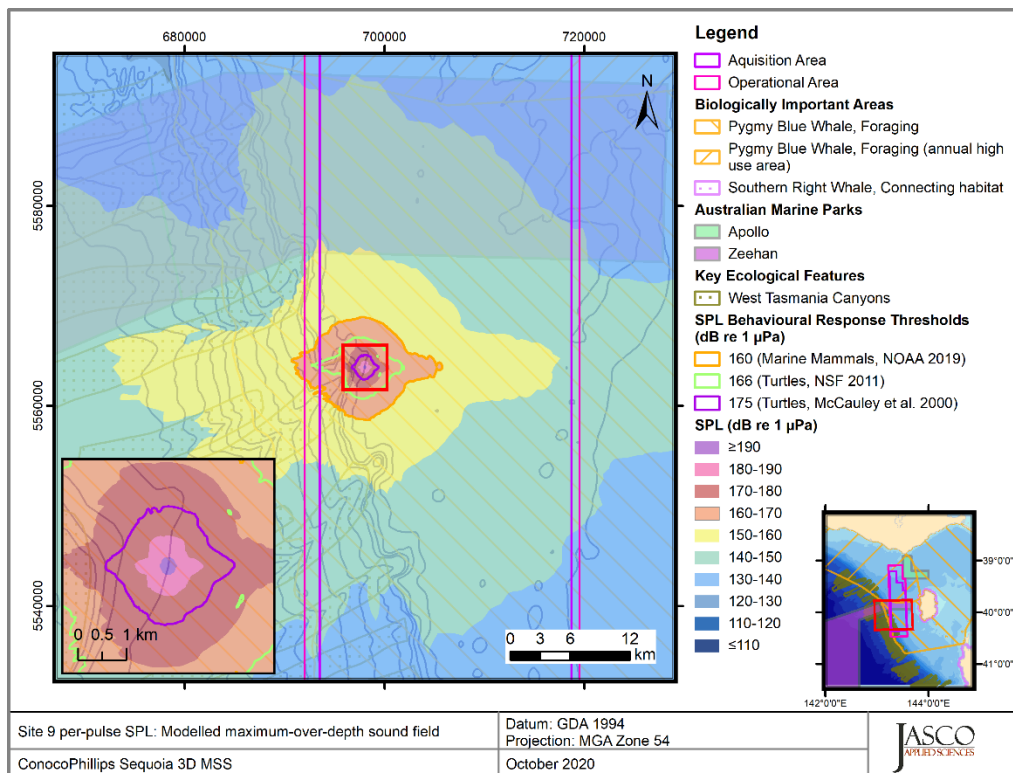 680000
700000
720000
5580000
5560000
5540000
N
0 0.5 1 km
0 3 6 12
km
Legend
Aquisition Area
Operational Area
Biologically Important Areas
Pygmy Blue Whale, Foraging
Pygmy Blue Whale, Foraging (annual high
use area)
Southern Right Whale, Connecting habitat
Australian Marine Parks
Apollo
Zeehan
Key Ecological Features
West Tasmania Canyons
SPL Behavioural Response Thresholds
(dB re 1 µPa)
160 (Marine Mammals, NOAA 2019)
166 (Turtles, NSF 2011)
175 (Turtles, McCauley et al. 2000)
SPL (dB re 1 µPa)
≥190
180-190
170-180
160-170
150-160
140-150
130-140
120-130
110-120
≤110
39°0'0"
40°0'0"
41°0'0"
142°0'0"E
144°0'0"E
Site 9 per-pulse SPL: Modelled maximum-over-depth sound field
ConocoPhillips Sequoia 3D MSS
Datum: GDA 1994
Projection: MGA Zone 54
October 2020
JASCO
APPLIED SCIENCES